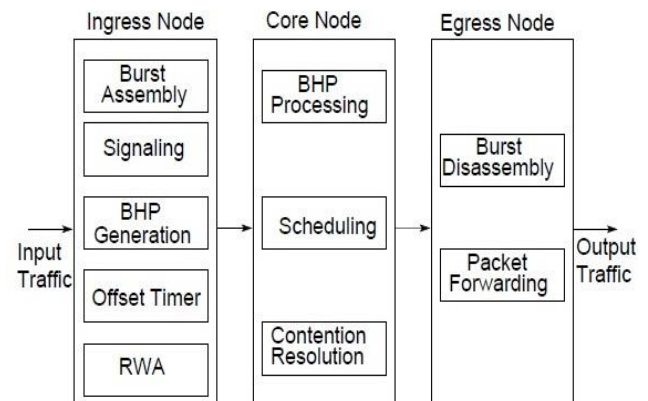 Ingress Node
Core Node
Egress Node
Burst
Assembly
Signaling
BHP
Generation
Offset Timer
RWA
BHP
Processing
Scheduling
Contention
Resolution
Burst
Disassembly
Packet
Forwarding
Input
Traffic
Output
Traffic